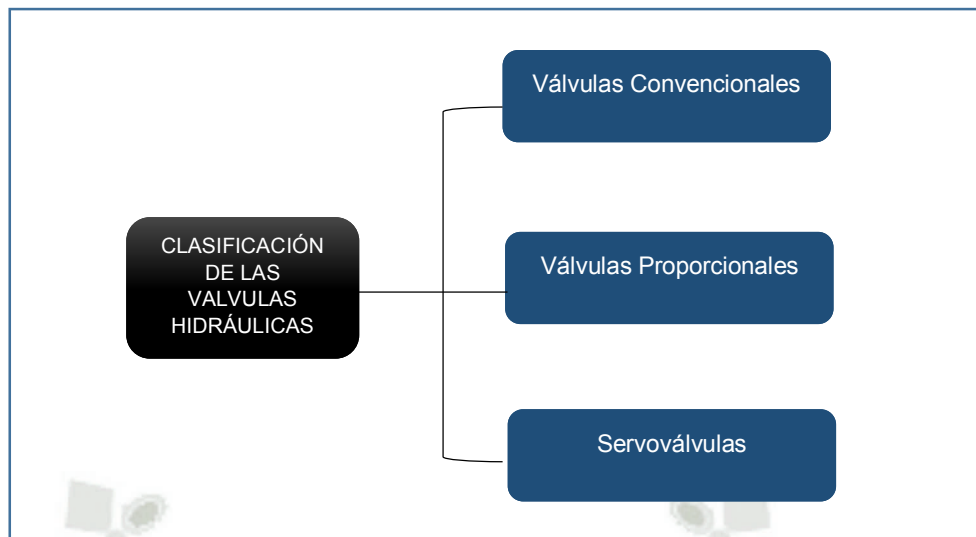 Válvulas Convencionales
CLASIFICACIÓN
DE LAS
VALVULAS
HIDRÁULICAS
Válvulas Proporcionales
Servoválvulas